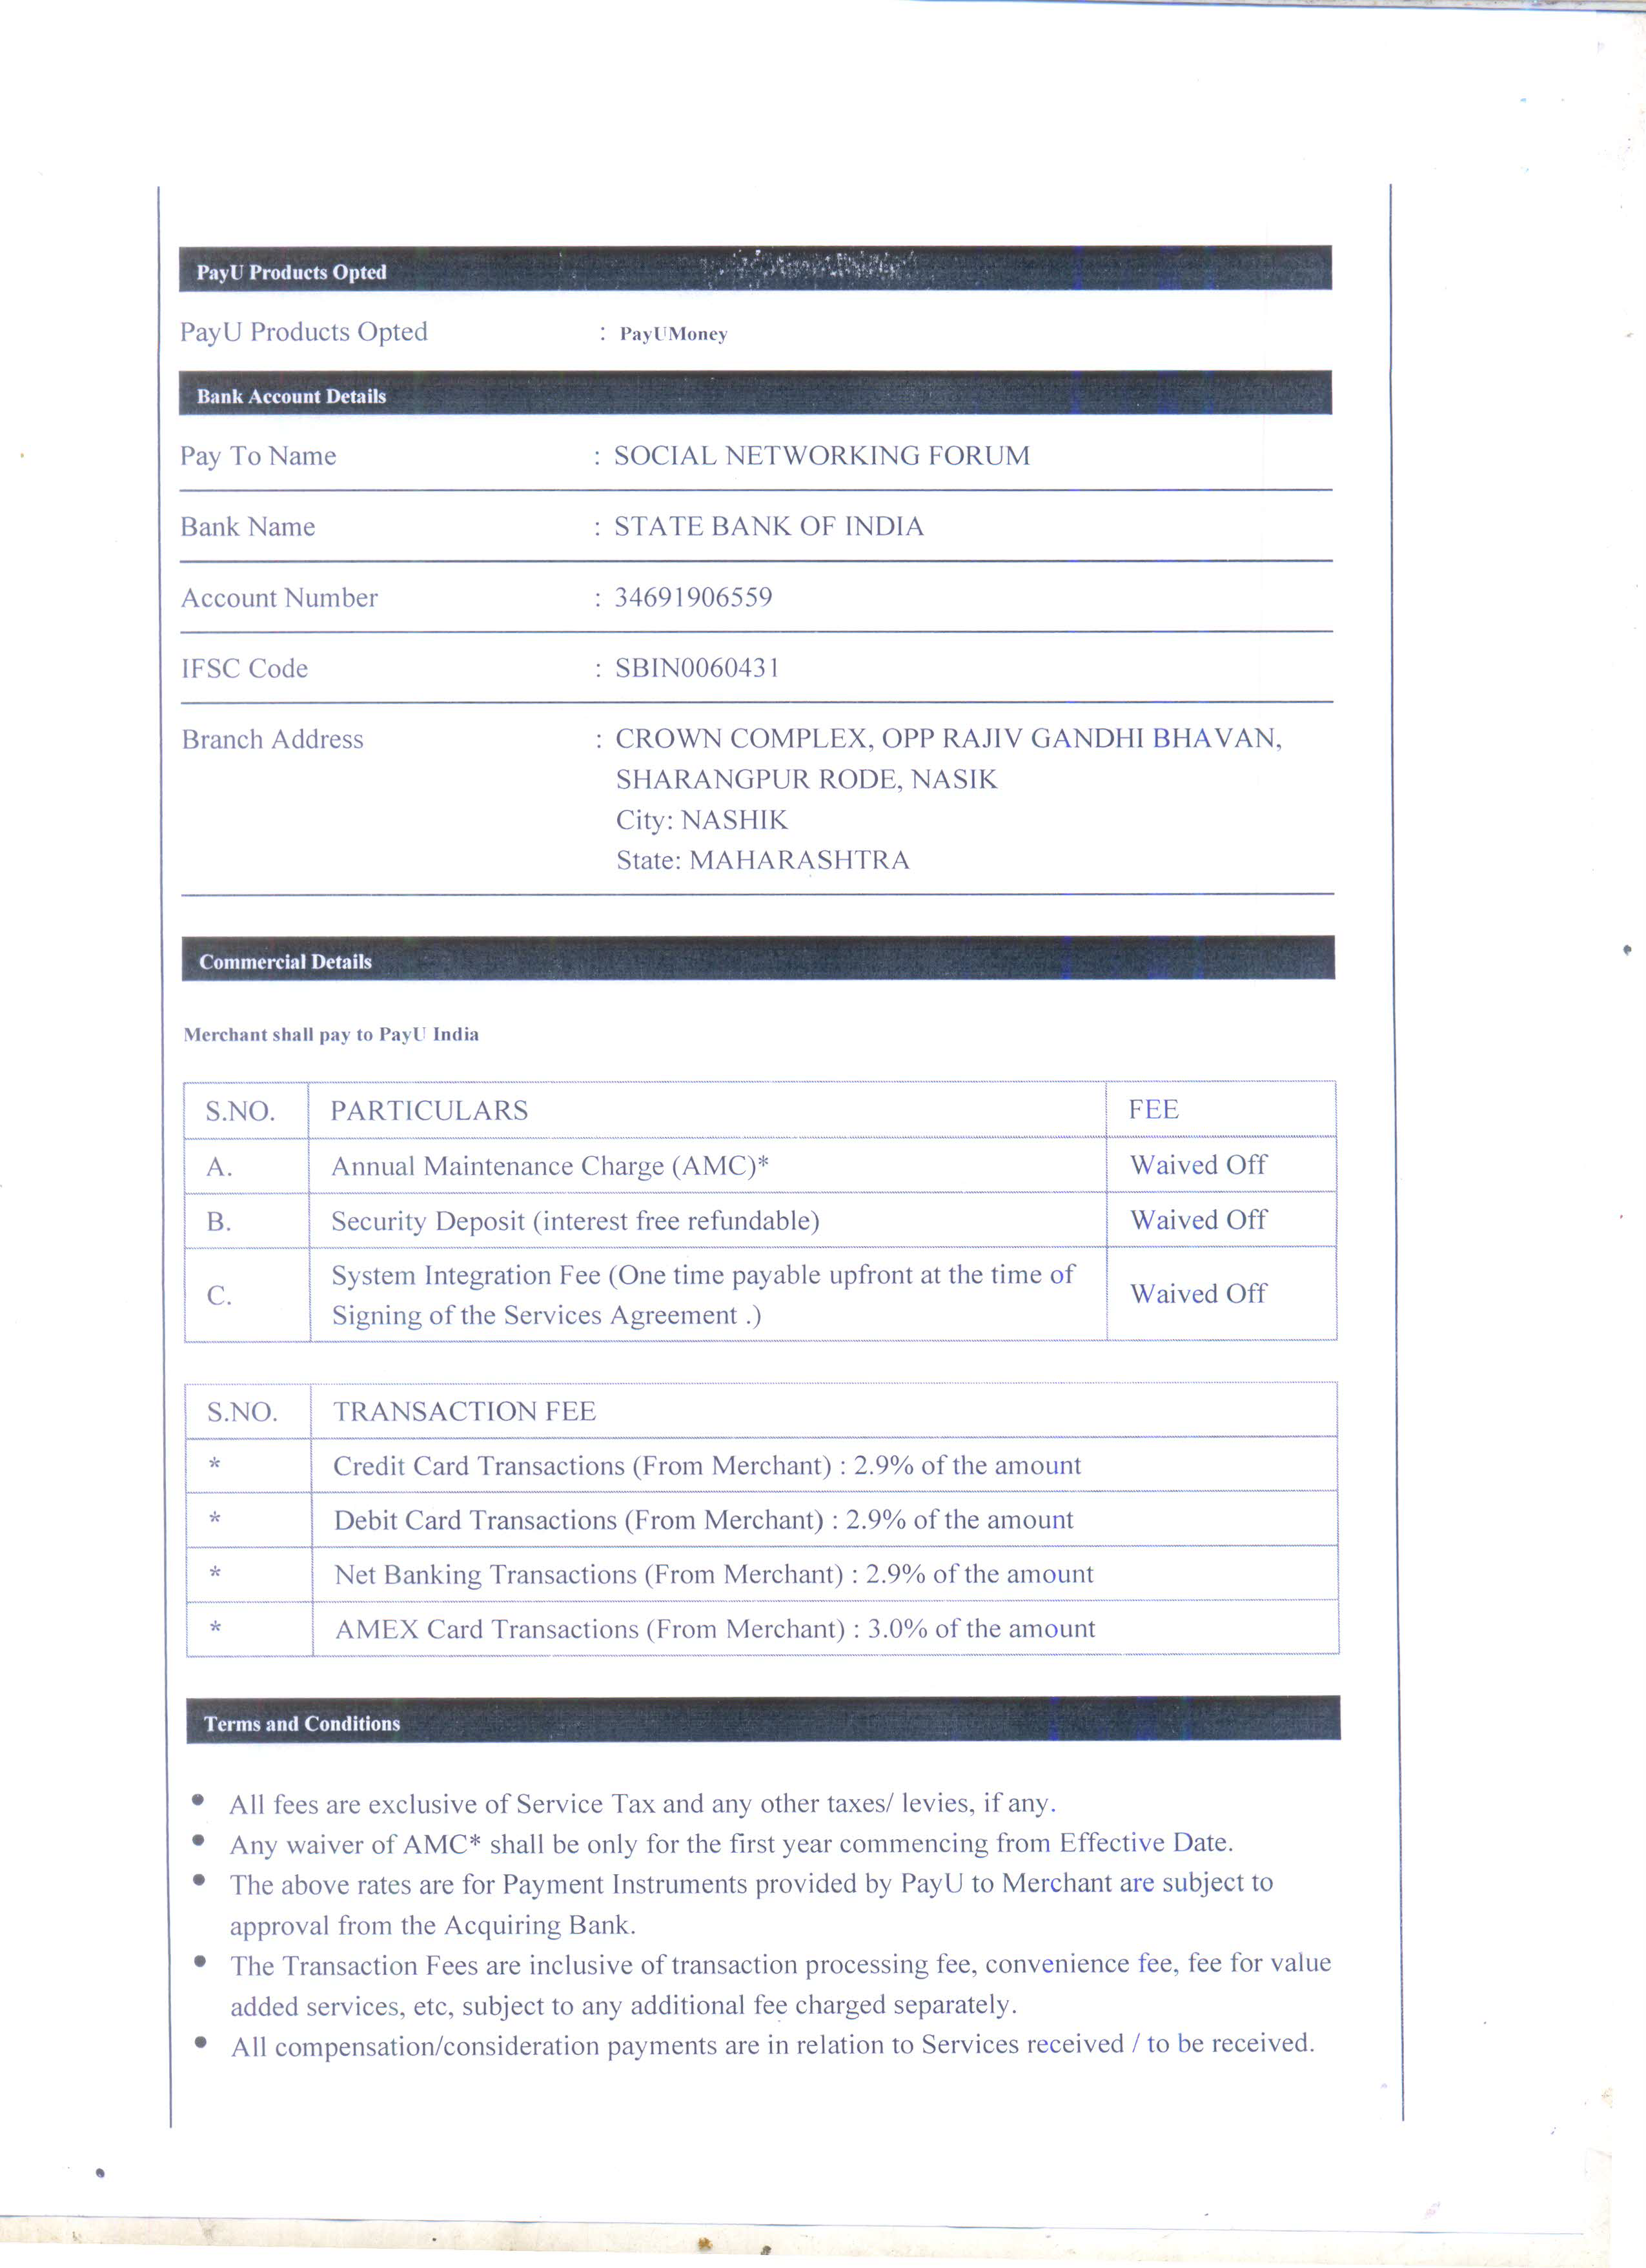 PayU Products Opted
PayU Products Opted : PayUMoney
Bank Account Details
Pay To Name : SOCIAL NETWORKING FORUM
Bank Name : STATE BANK OF INDIA
Account Number : 34691906559
IFSC Code : SBIN0060431
Branch Address : CROWN COMPLEX, OPP RAJIV GANDHI BHAVAN,
SHARANGPUR RODE, NASIK
City: NASHIK
State: MAHARASHTRA
Commercial Details
Merchant shall pay to PayU India
S.NO. PARTICULARS FEE
A. Annual Maintenance Charge (AMC)* Waived Off
B. Security Deposit (interest free refundable) Waived Off
C. System Integration Fee (One time payable upfront at the time of
Signing of the Services Agreement .) Waived Off
S.NO. TRANSACTION FEE
* Credit Card Transactions (From Merchant) : 2.9% of the amount
* Debit Card Transactions (From Merchant) : 2.9% of the amount
* Net Banking Transactions (From Merchant) : 2.9% of the amount
* AMEX Card Transactions (From Merchant) : 3.0% of the amount
Terms and Conditions
• All fees are exclusive of Service Tax and any other taxes/ levies, if any.
• Any waiver of AMC* shall be only for the first year commencing from Effective Date.
• The above rates are for Payment Instruments provided by PayU to Merchant are subject to
approval from the Acquiring Bank.
• The Transaction Fees are inclusive of transaction processing fee, convenience fee, fee for value
added services, etc, subject to any additional fee charged separately.
• All compensation/consideration payments are in relation to Services received / to be received.